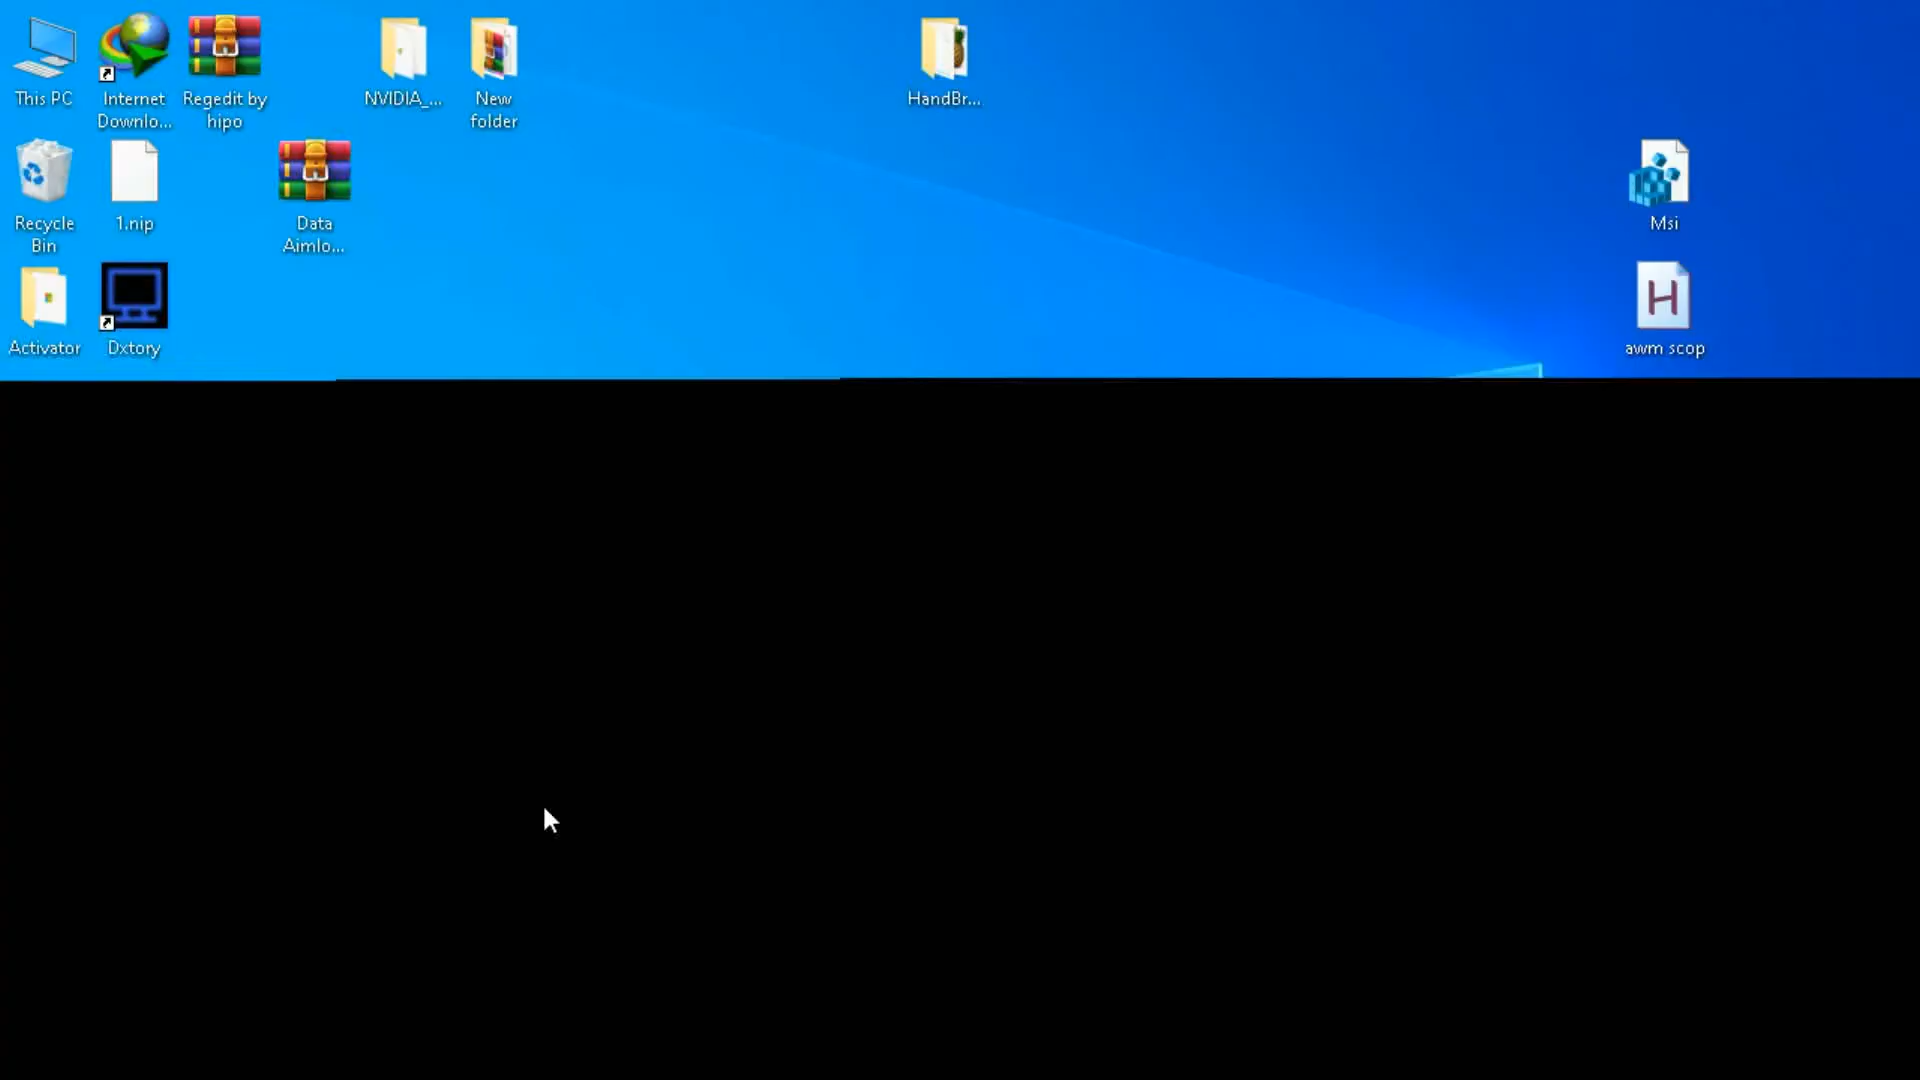 This PC
Internet
Downlo...
Regedit by
hipo
NVIDIA_...
New
folder
HandBr...
Recycle
Bin
1.nip
Data
Aimlo...
Msi
Activator
Dxtory
awm scop